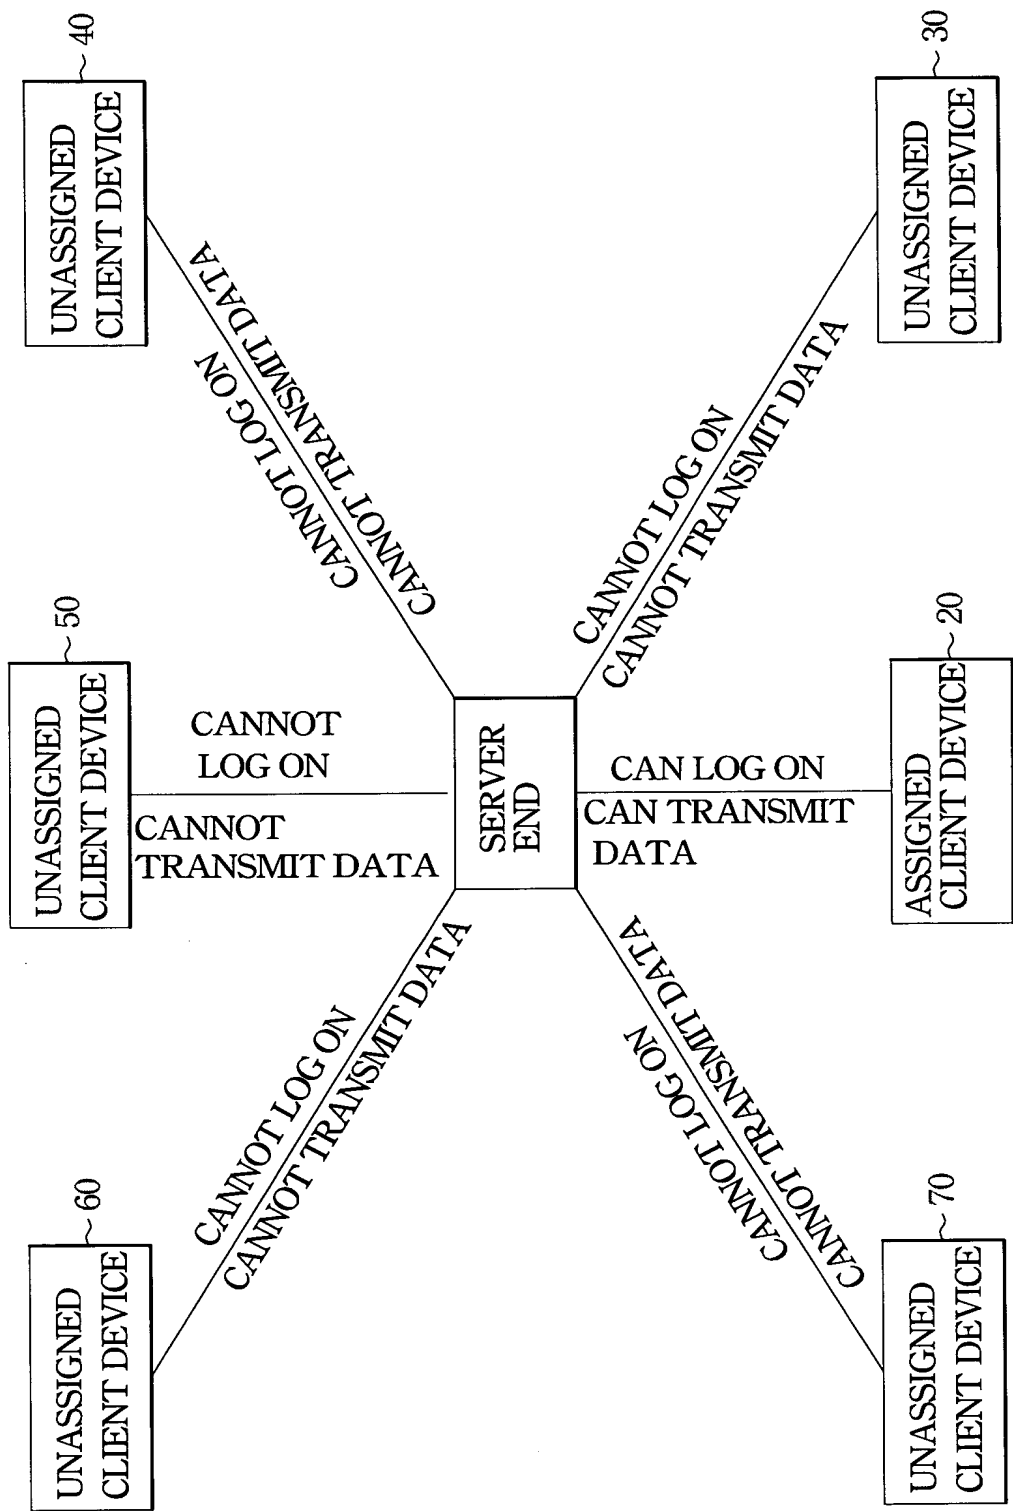 UNASSIGNED
CLIENT DEVICE
40
UNASSIGNED
CLIENT DEVICE
50
UNASSIGNED
CLIENT DEVICE
60
CANNOT LOG ON
CANNOT TRANSMIT DATA
CANNOT
LOG ON
CANNOT
TRANSMIT DATA
CANNOT LOG ON
CANNOT TRANSMIT DATA
SERVER
END
CANNOT LOG ON
CANNOT TRANSMIT DATA
CAN LOG ON
CAN TRANSMIT
DATA
CANNOT LOG ON
CANNOT TRANSMIT DATA
UNASSIGNED
CLIENT DEVICE
30
ASSIGNED
CLIENT DEVICE
20
UNASSIGNED
CLIENT DEVICE
70